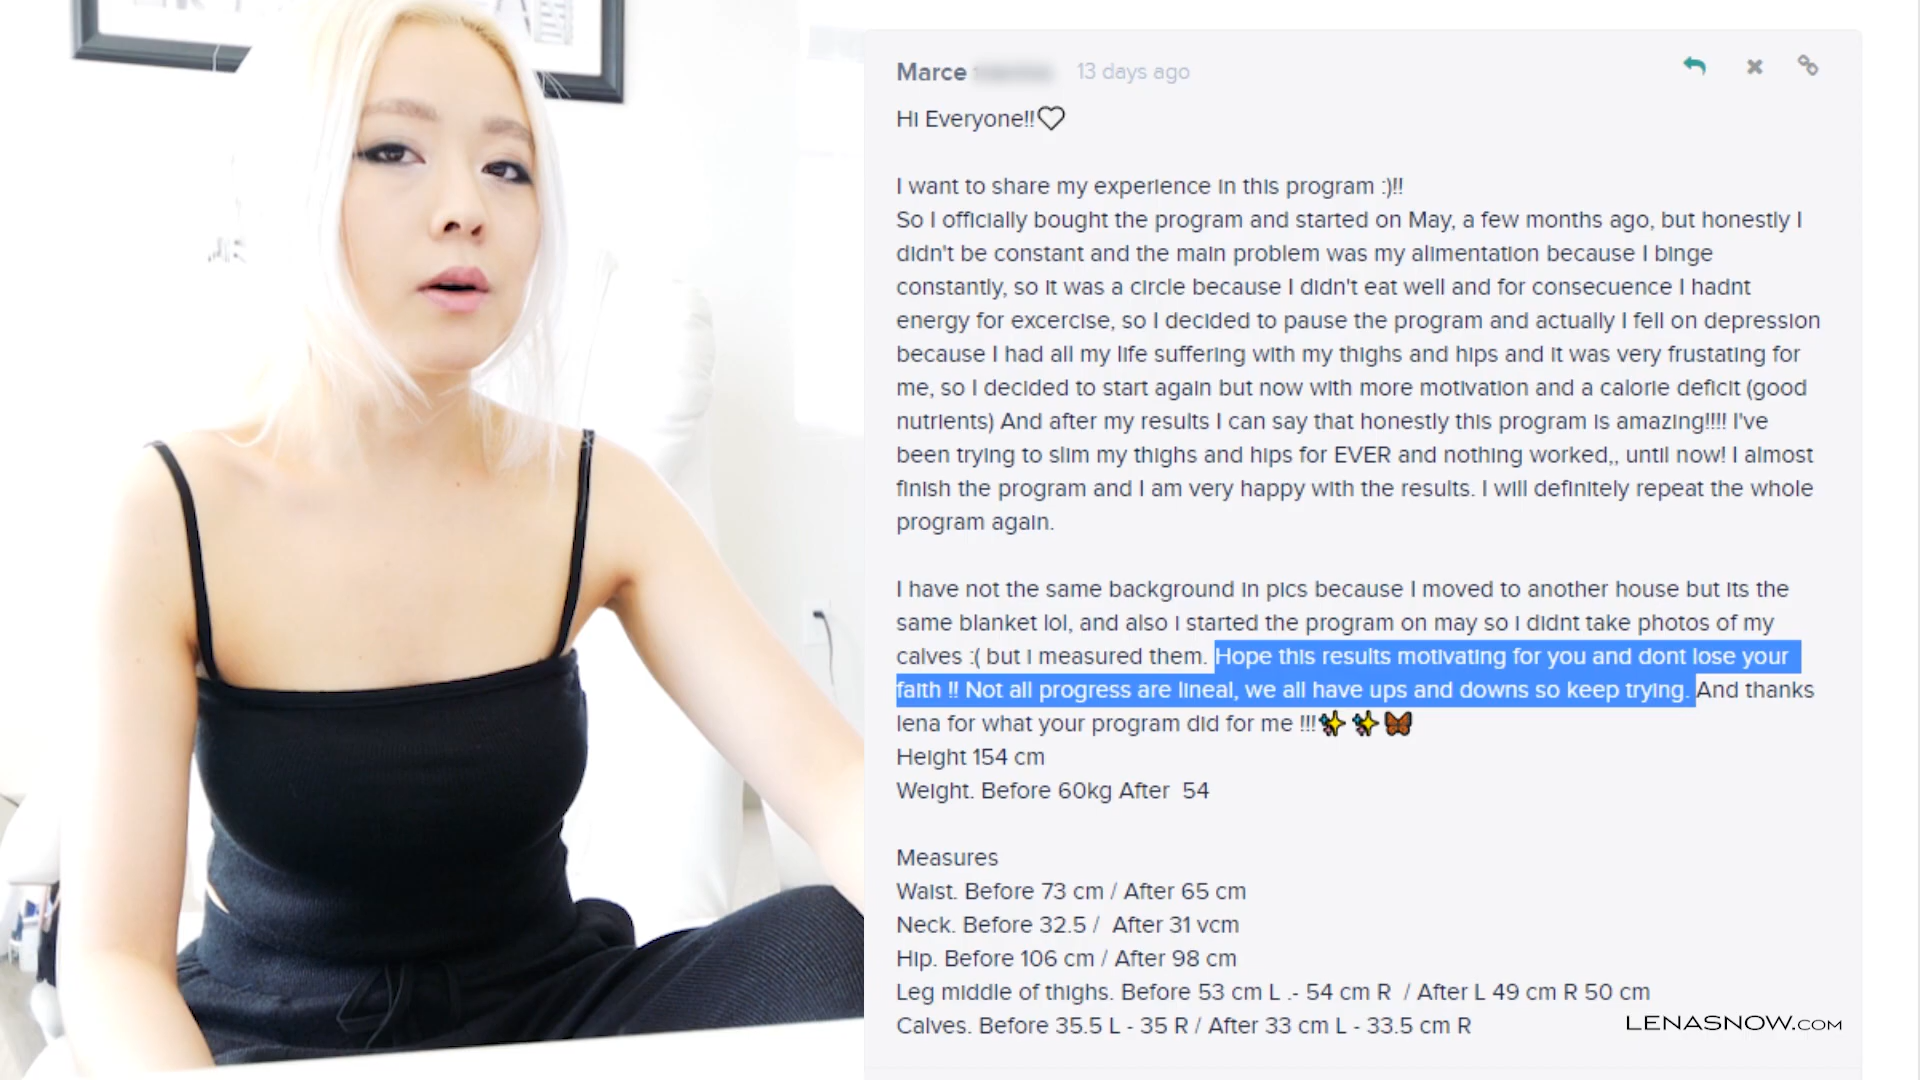 Marce 13 days ago
Hi Everyone!!♡
I want to share my experience in this program :)!!
So I officially bought the program and started on May, a few months ago, but honestly I
didn't be constant and the main problem was my alimentation because I binge
constantly, so it was a circle because I didn't eat well and for consecuence I hadnt
energy for excercise, so I decided to pause the program and actually I fell on depression
because I had all my life suffering with my thighs and hips and it was very frustating for
me, so I decided to start again but now with more motivation and a calorie deficit (good
nutrients) And after my results I can say that honestly this program is amazing!!!! I've
been trying to slim my thighs and hips for EVER and nothing worked,, until now! I almost
finish the program and I am very happy with the results. I will definitely repeat the whole
program again.
I have not the same background in pics because I moved to another house but its the
same blanket lol, and also i started the program on may so i didnt take photos of my
calves :( but i measured them. Hope this results motivating for you and dont lose your
faith !! Not all progress are lineal, we all have ups and downs so keep trying. And thanks
lena for what your program did for me !!!✨ ✨ 🦋
Height 154 cm
Weight. Before 60kg After  54
Measures
Waist. Before 73 cm / After 65 cm
Neck. Before 32.5 /  After 31 vcm
Hip. Before 106 cm / After 98 cm
Leg middle of thighs. Before 53 cm L .- 54 cm R  / After L 49 cm R 50 cm
Calves. Before 35.5 L - 35 R / After 33 cm L - 33.5 cm R
LENASNOW.COM